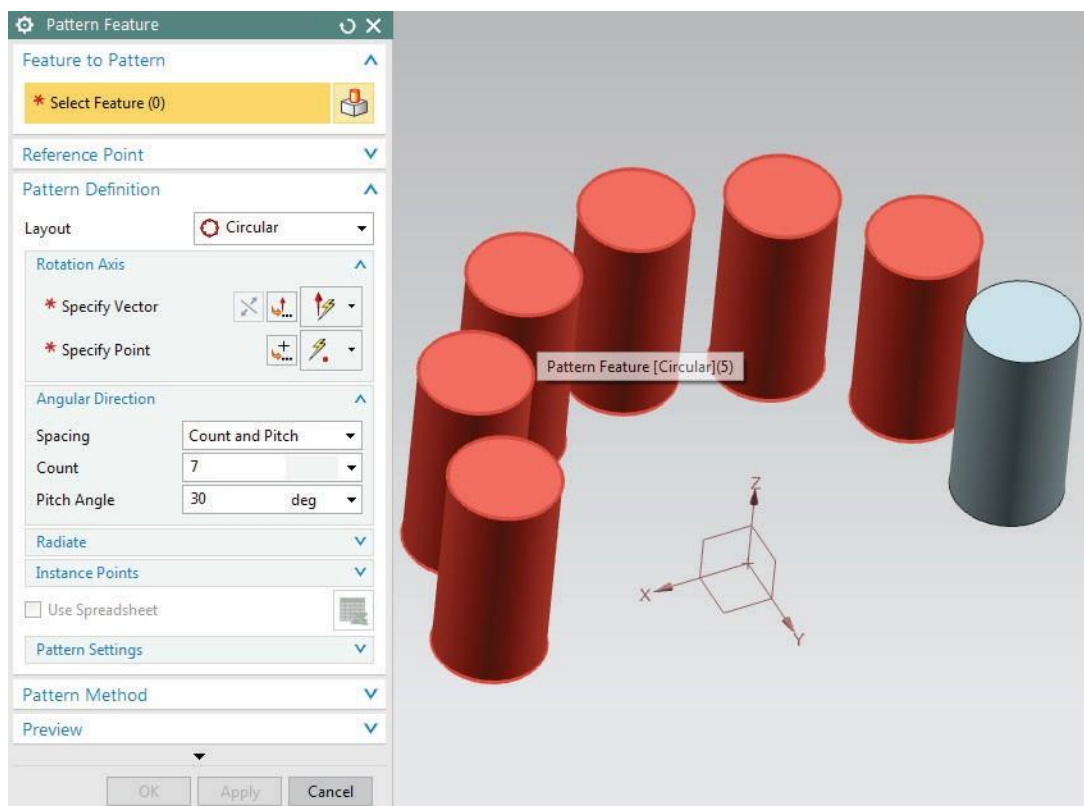 Pattern Feature
Feature to Pattern
* Select Feature (0)
Reference Point
Pattern Definition
Layout Circular
Rotation Axis
* Specify Vector
* Specify Point
Angular Direction
Spacing Count and Pitch
Count 7
Pitch Angle 30 deg
Radiate
Instance Points
Use Spreadsheet
Pattern Settings
Pattern Method
Preview
OK Apply Cancel
Pattern Feature [Circular](5)
Z
X
Y